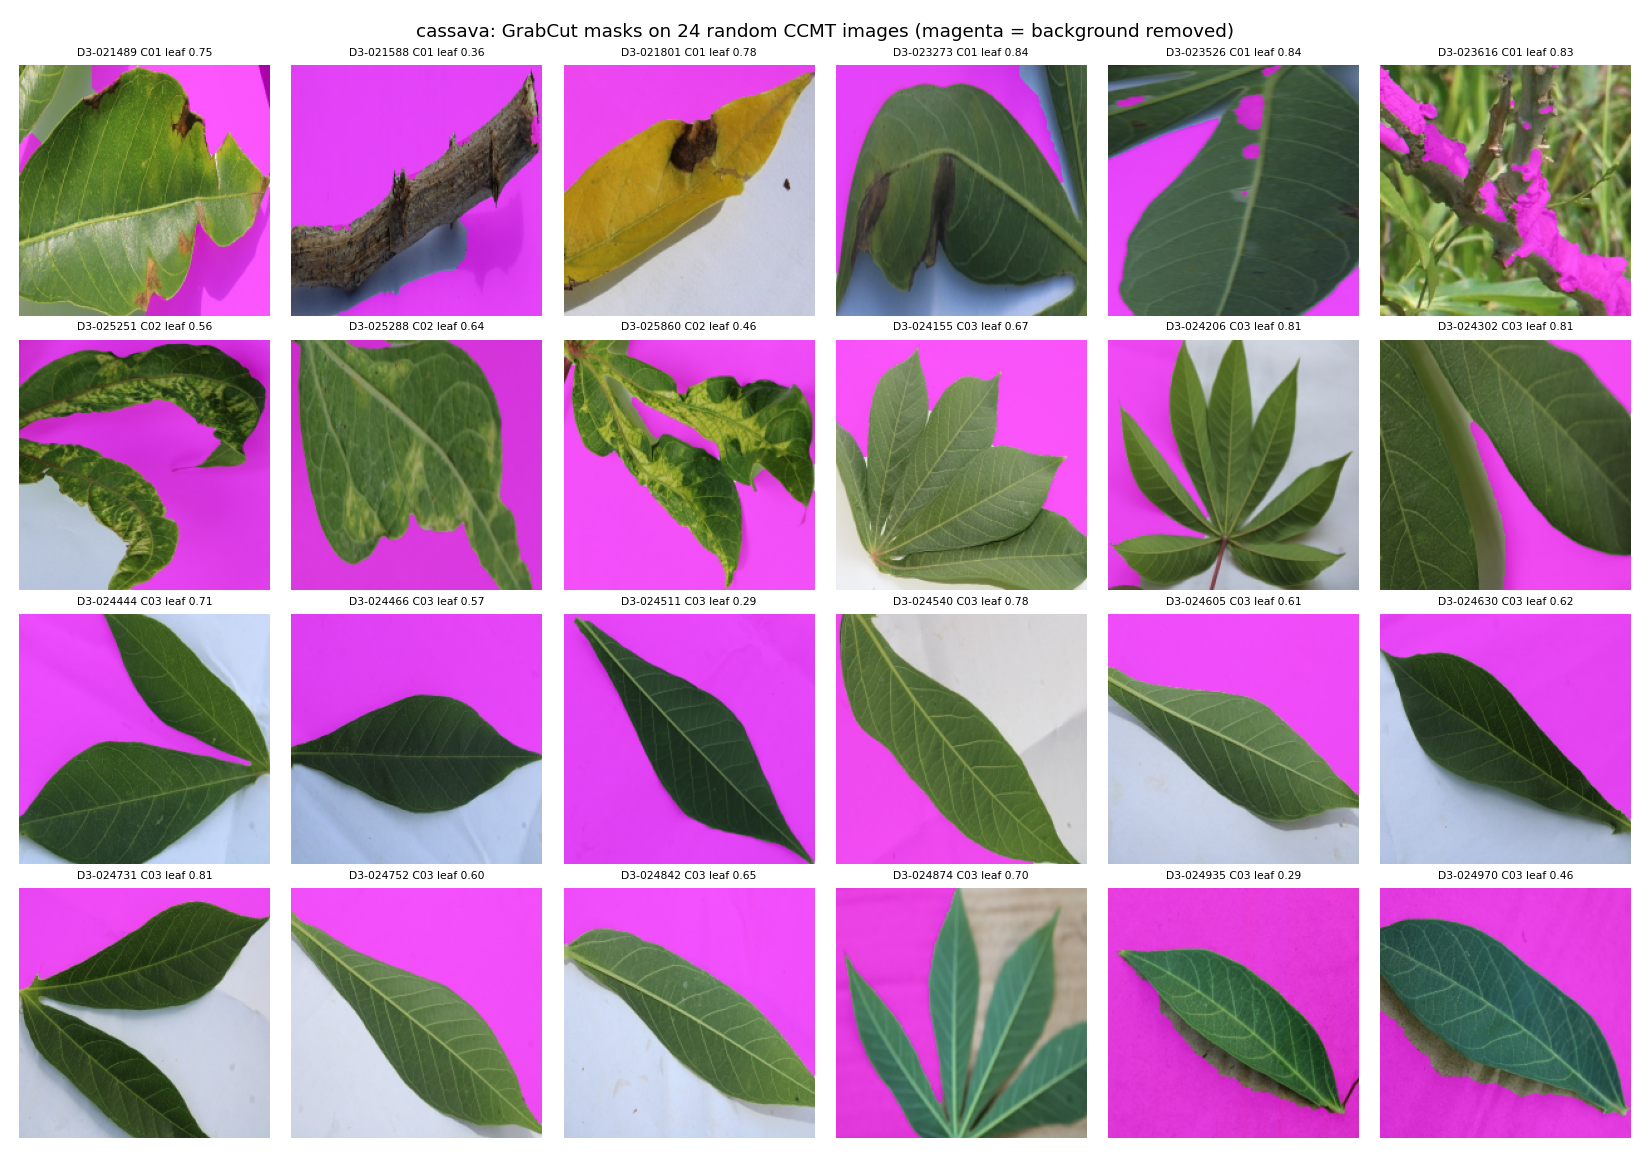 cassava: GrabCut masks on 24 random CCMT images (magenta = background removed)
D3-021489 C01 leaf 0.75
D3-021588 C01 leaf 0.36
D3-021801 C01 leaf 0.78
D3-023273 C01 leaf 0.84
D3-023526 C01 leaf 0.84
D3-023616 C01 leaf 0.83
D3-025251 C02 leaf 0.56
D3-025288 C02 leaf 0.64
D3-025860 C02 leaf 0.46
D3-024155 C03 leaf 0.67
D3-024206 C03 leaf 0.81
D3-024302 C03 leaf 0.81
D3-024444 C03 leaf 0.71
D3-024466 C03 leaf 0.57
D3-024511 C03 leaf 0.29
D3-024540 C03 leaf 0.78
D3-024605 C03 leaf 0.61
D3-024630 C03 leaf 0.62
D3-024731 C03 leaf 0.81
D3-024752 C03 leaf 0.60
D3-024842 C03 leaf 0.65
D3-024874 C03 leaf 0.70
D3-024935 C03 leaf 0.29
D3-024970 C03 leaf 0.46